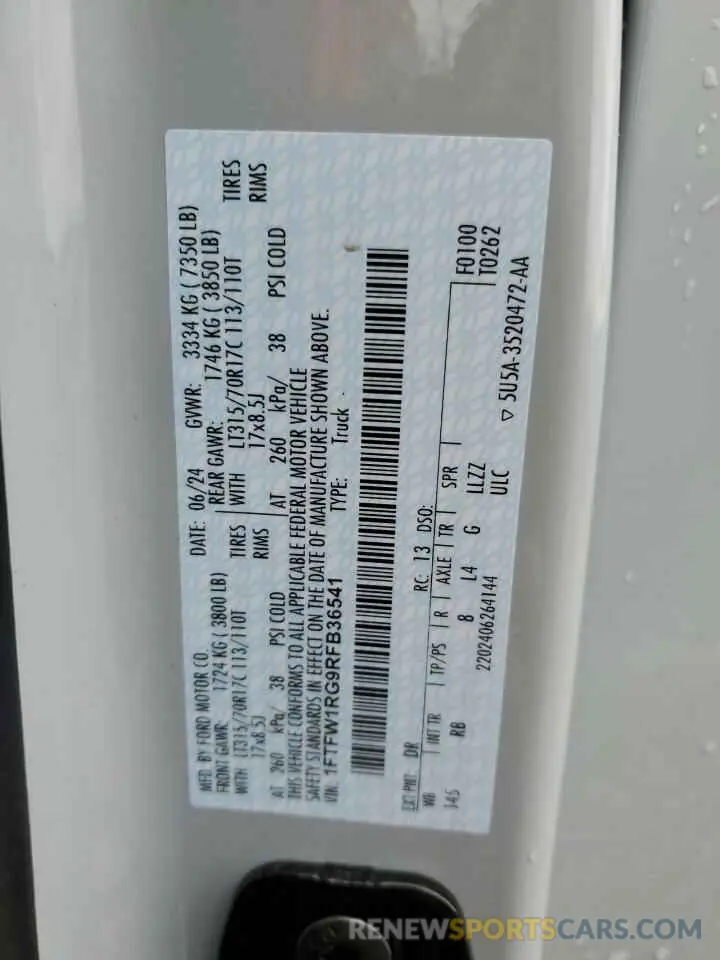 MFD. BY FORD MOTOR CO.
DATE: 06/24 GVWR: 3334 KG ( 7350 LB)
FRONT GAWR: 1724 KG ( 3800 LB) REAR GAWR: 1746 KG ( 3850 LB)
WITH LT315/70R17C 113/110T TIRES WITH LT315/70R17C 113/110T TIRES
17x8.5J RIMS 17x8.5J RIMS
AT 260 kPa/ 38 PSI COLD AT 260 kPa/ 38 PSI COLD
THIS VEHICLE CONFORMS TO ALL APPLICABLE FEDERAL MOTOR VEHICLE
SAFETY STANDARDS IN EFFECT ON THE DATE OF MANUFACTURE SHOWN ABOVE.
VIN: 1FTFW1RG9RFB36541 TYPE: Truck
EXT PNT: DR RC: 13 DSO: F0100
WB INT TR TP/PS R AXLE TR SPR T0262
145 RB 8 L4 G LLZZ
2202406264144 ULC
▽ 5U5A-3520472-AA
RENEWSPORTSCARS.COM